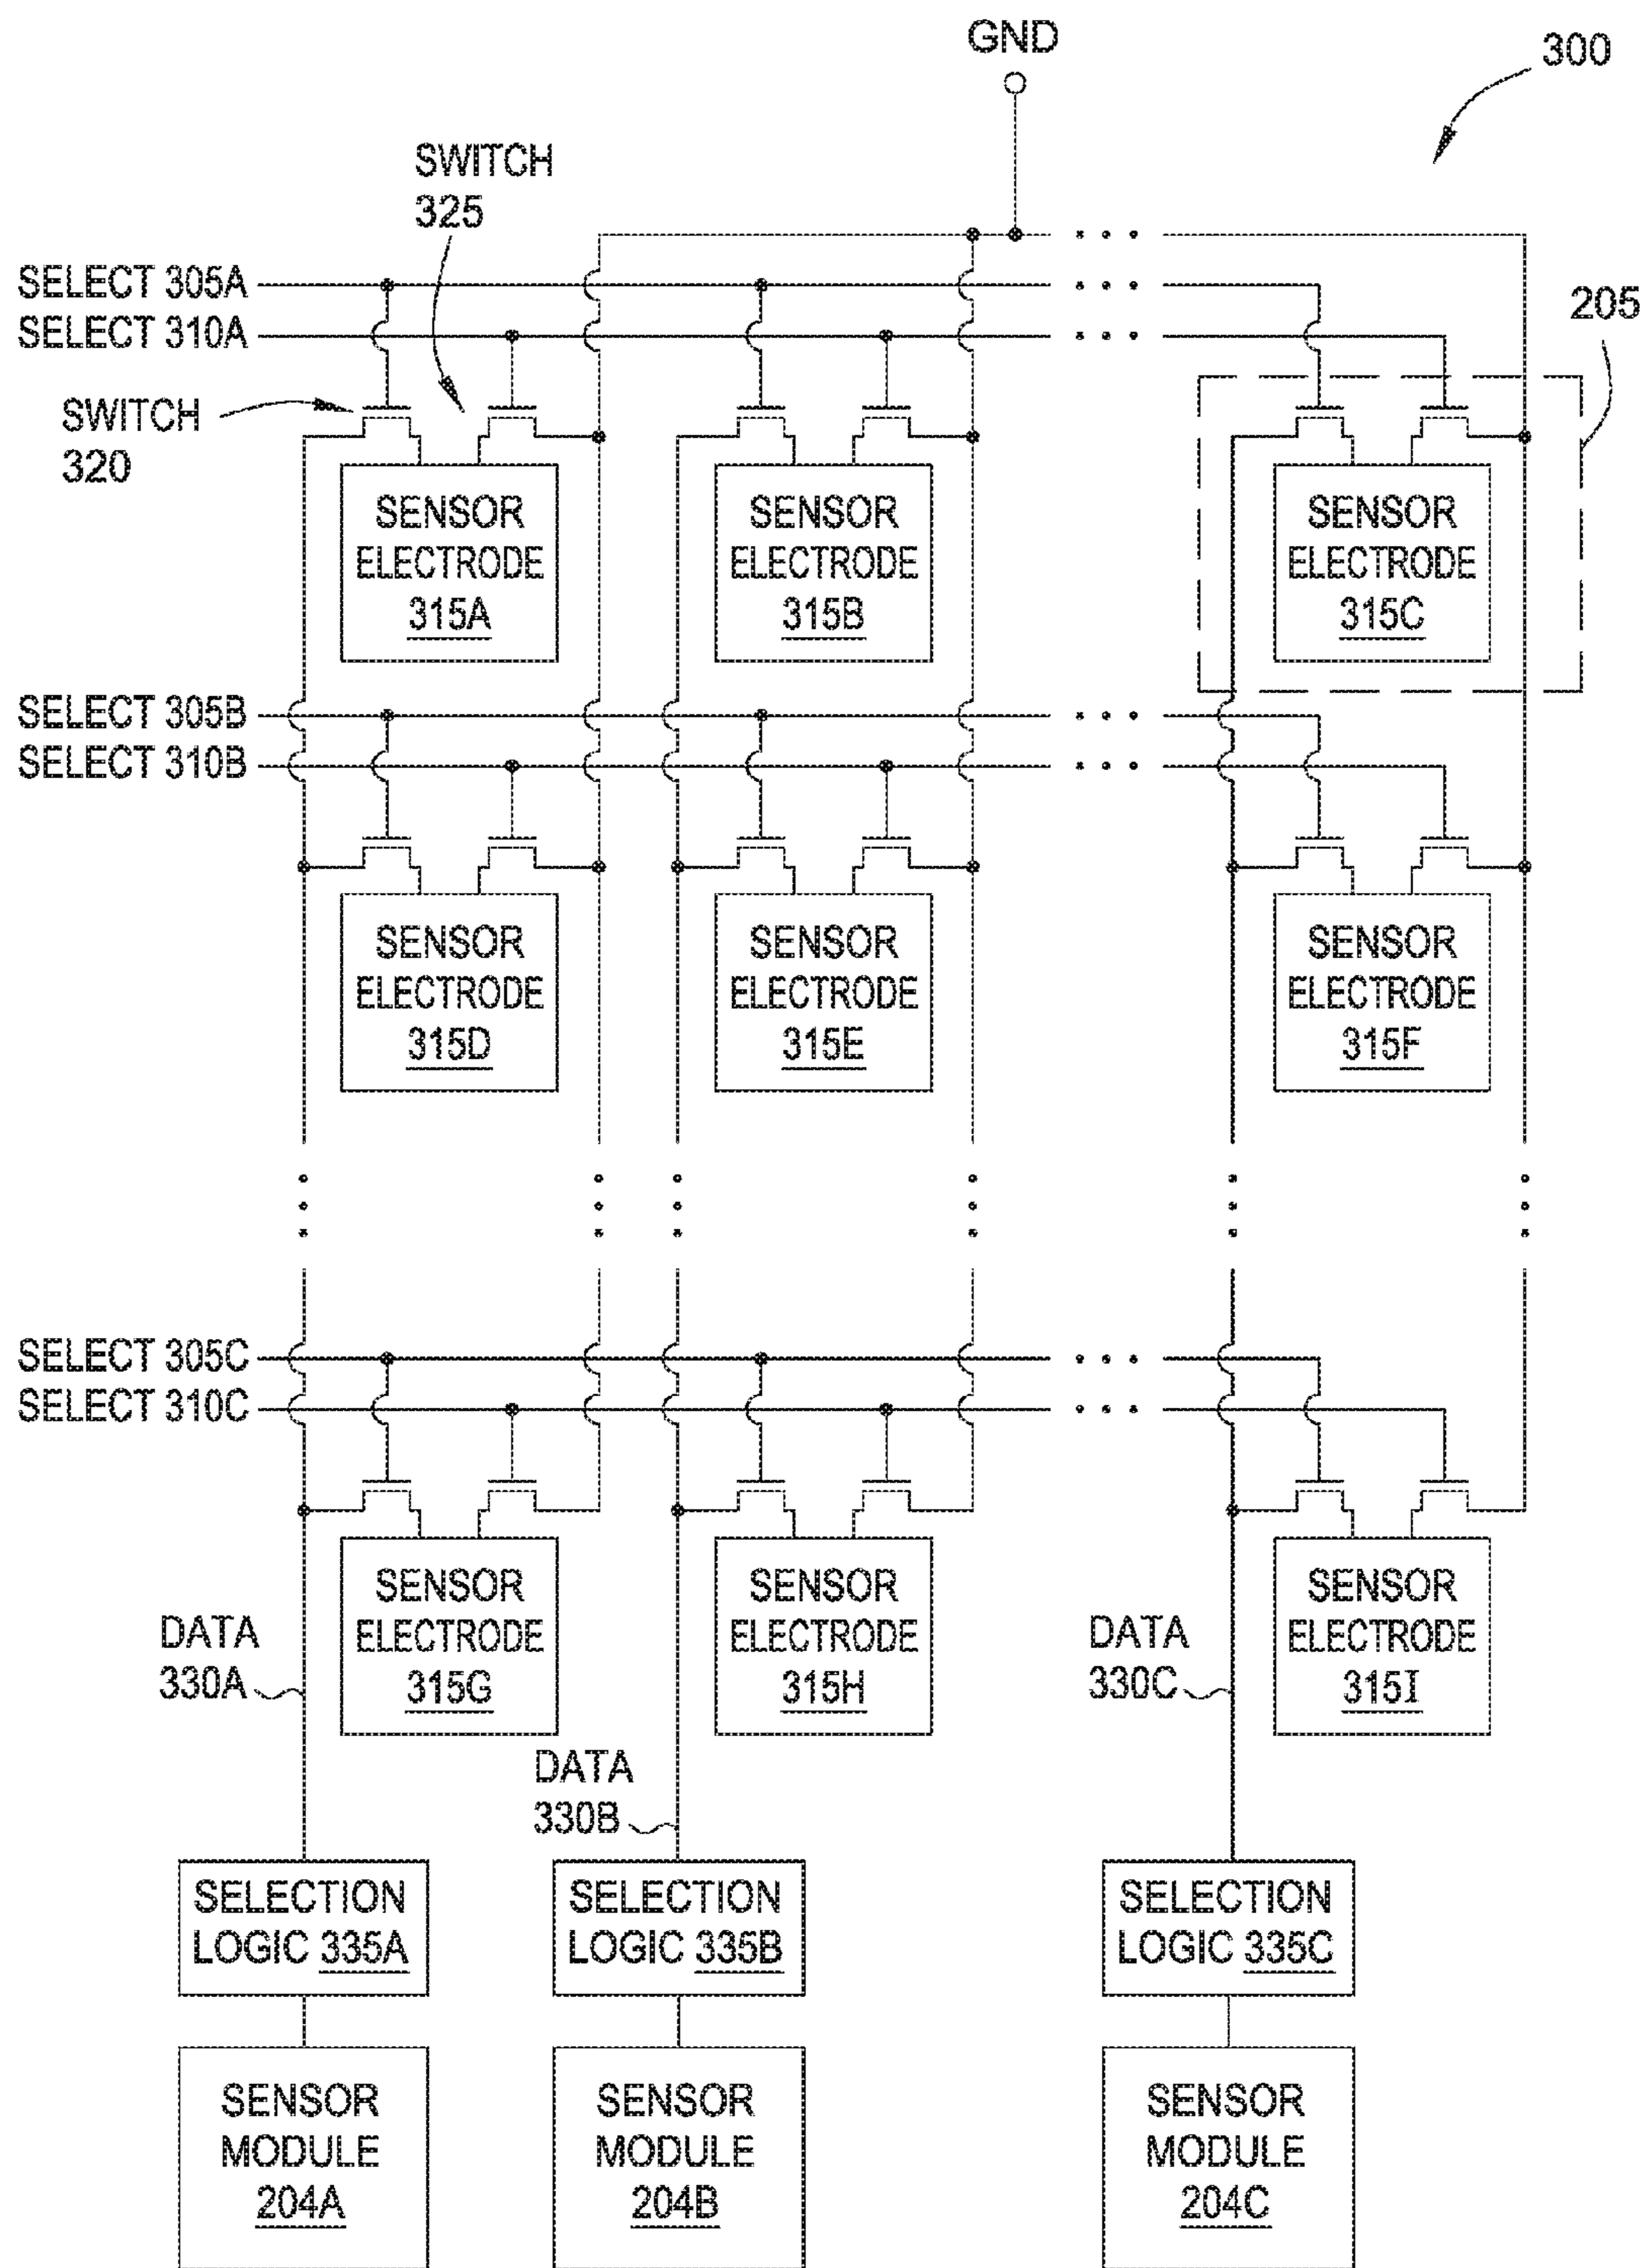 GND
300
SWITCH
325
SELECT 305A
SELECT 310A
205
SWITCH
320
SENSOR
ELECTRODE
315A
SENSOR
ELECTRODE
315B
SENSOR
ELECTRODE
315C
SELECT 305B
SELECT 310B
SENSOR
ELECTRODE
315D
SENSOR
ELECTRODE
315E
SENSOR
ELECTRODE
315F
SELECT 305C
SELECT 310C
SENSOR
ELECTRODE
315G
SENSOR
ELECTRODE
315H
SENSOR
ELECTRODE
315I
DATA
330A
DATA
330B
DATA
330C
SELECTION
LOGIC 335A
SELECTION
LOGIC 335B
SELECTION
LOGIC 335C
SENSOR
MODULE
204A
SENSOR
MODULE
204B
SENSOR
MODULE
204C